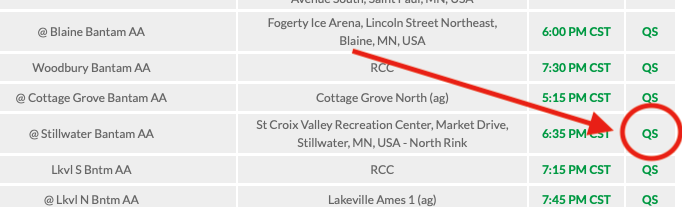 Avenue South, Saint Paul, MN, USA
@ Blaine Bantam AA
Fogerty Ice Arena, Lincoln Street Northeast,
Blaine, MN, USA
6:00 PM CST
QS
Woodbury Bantam AA
RCC
7:30 PM CST
QS
@ Cottage Grove Bantam AA
Cottage Grove North (ag)
5:15 PM CST
QS
@ Stillwater Bantam AA
St Croix Valley Recreation Center, Market Drive,
Stillwater, MN, USA - North Rink
6:35 PM CST
QS
Lkvl S Bntm AA
RCC
7:15 PM CST
QS
@ Lkvl N Bntm AA
Lakeville Ames 1 (ag)
7:45 PM CST
QS